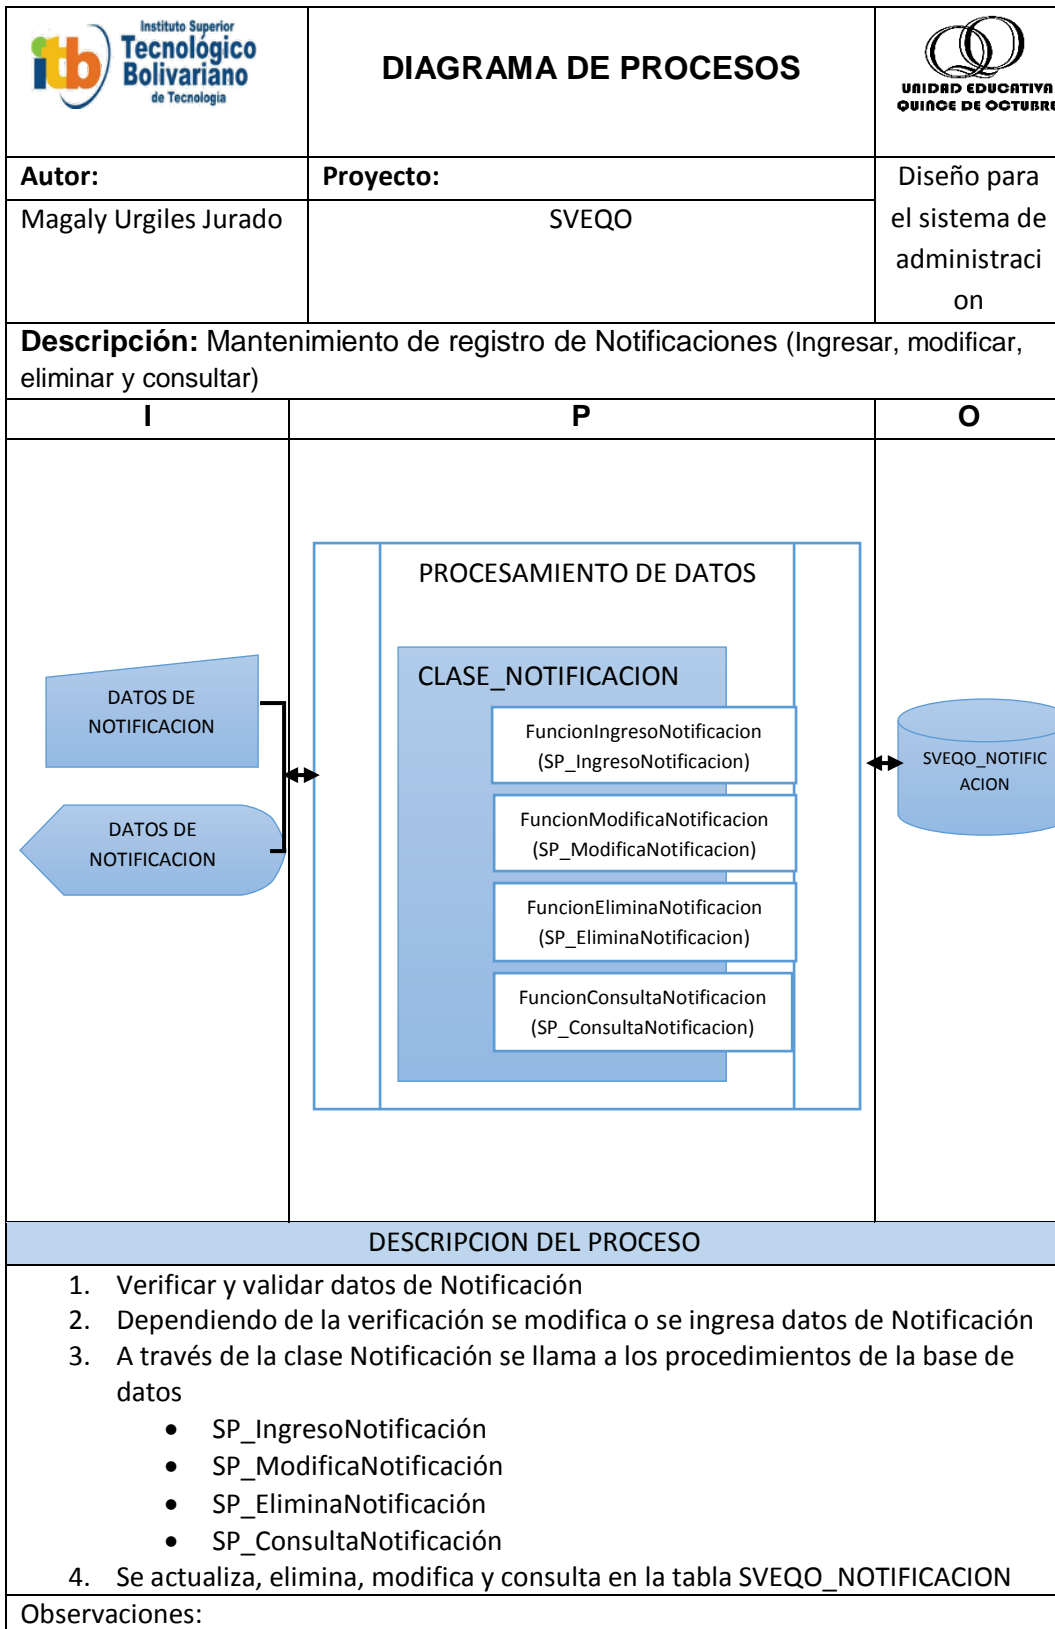 Instituto Superior
Tecnológico
Bolivariano
de Tecnología
itb
DIAGRAMA DE PROCESOS
UNIDAD EDUCATIVA
QUINCE DE OCTUBRE
Autor:
Proyecto:
Diseño para
el sistema de
administraci
on
Magaly Urgiles Jurado
SVEQO
Descripción: Mantenimiento de registro de Notificaciones (Ingresar, modificar,
eliminar y consultar)
I
P
O
DATOS DE
NOTIFICACION
DATOS DE
NOTIFICACION
PROCESAMIENTO DE DATOS
CLASE_NOTIFICACION
FuncionIngresoNotificacion
(SP_IngresoNotificacion)
FuncionModificaNotificacion
(SP_ModificaNotificacion)
FuncionEliminaNotificacion
(SP_EliminaNotificacion)
FuncionConsultaNotificacion
(SP_ConsultaNotificacion)
SVEQO_NOTIFIC
ACION
DESCRIPCION DEL PROCESO
1. Verificar y validar datos de Notificación
2. Dependiendo de la verificación se modifica o se ingresa datos de Notificación
3. A través de la clase Notificación se llama a los procedimientos de la base de
datos
• SP_IngresoNotificación
• SP_ModificaNotificación
• SP_EliminaNotificación
• SP_ConsultaNotificación
4. Se actualiza, elimina, modifica y consulta en la tabla SVEQO_NOTIFICACION
Observaciones: